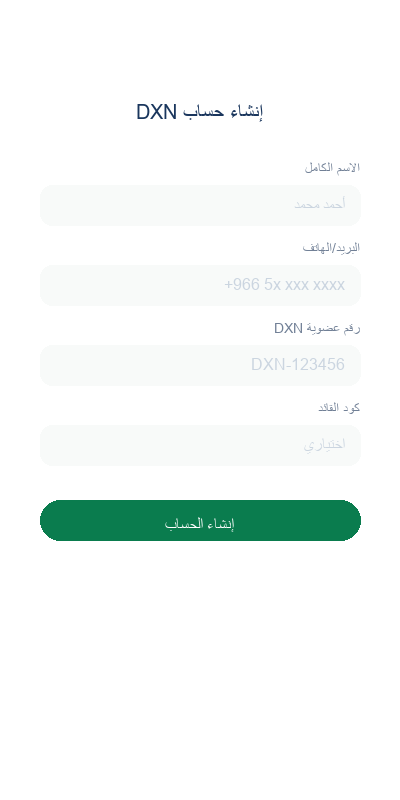 إنشاء حساب DXN
الاسم الكامل
أحمد محمد
البريد/الهاتف
+966 5x xxx xxxx
رقم عضوية DXN
DXN-123456
كود القائد
اختياري
إنشاء الحساب